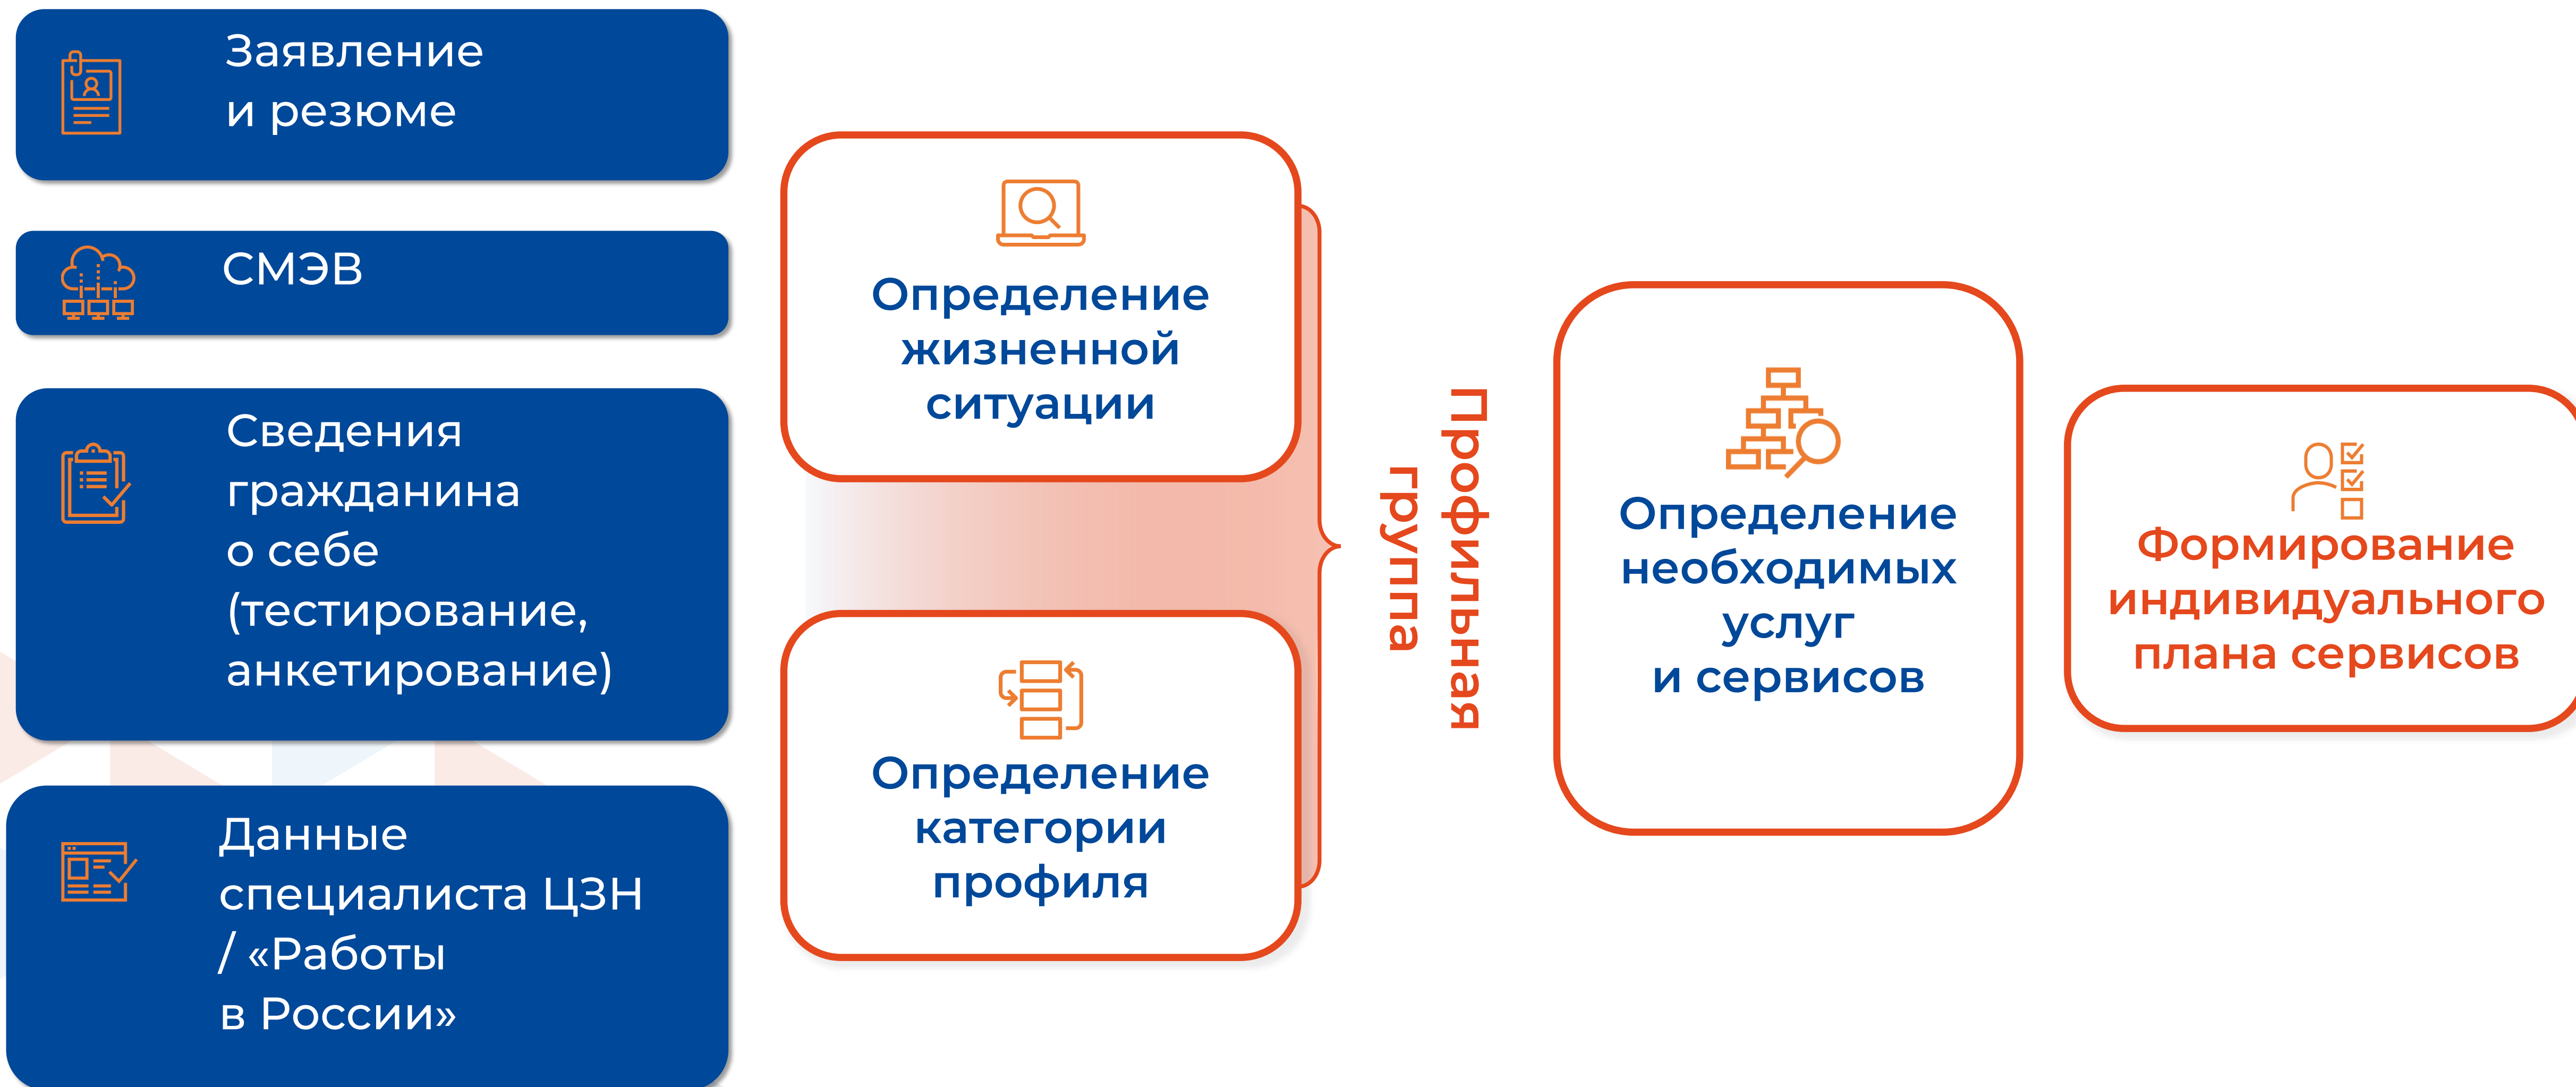 Заявление
и резюме
СМЭВ
Сведения
гражданина
о себе
(тестирование,
анкетирование)
Данные
специалиста ЦЗН
/ «Работы
в России»
Определение
жизненной
ситуации
Определение
категории
профиля
Профильная
группа
Определение
необходимых
услуг
и сервисов
Формирование
индивидуального
плана сервисов